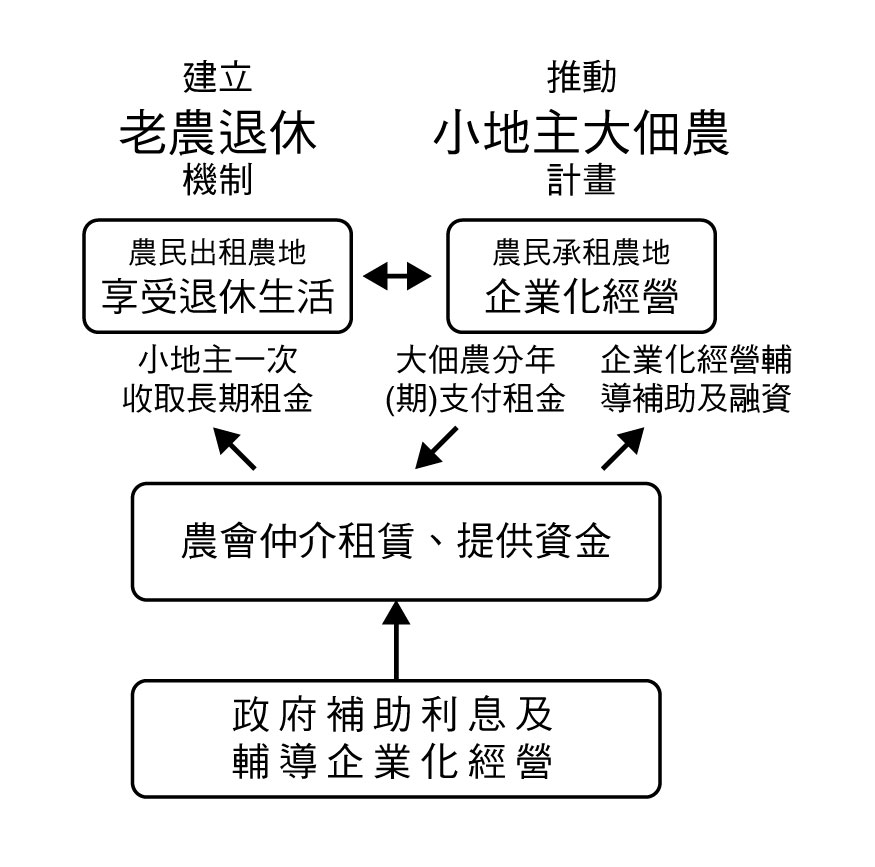 建立
老農退休
機制
推動
小地主大佃農
計畫
農民出租農地
享受退休生活
農民承租農地
企業化經營
小地主一次
收取長期租金
大佃農分年
(期)支付租金
企業化經營輔
導補助及融資
農會仲介租賃、提供資金
政府補助利息及
輔導企業化經營